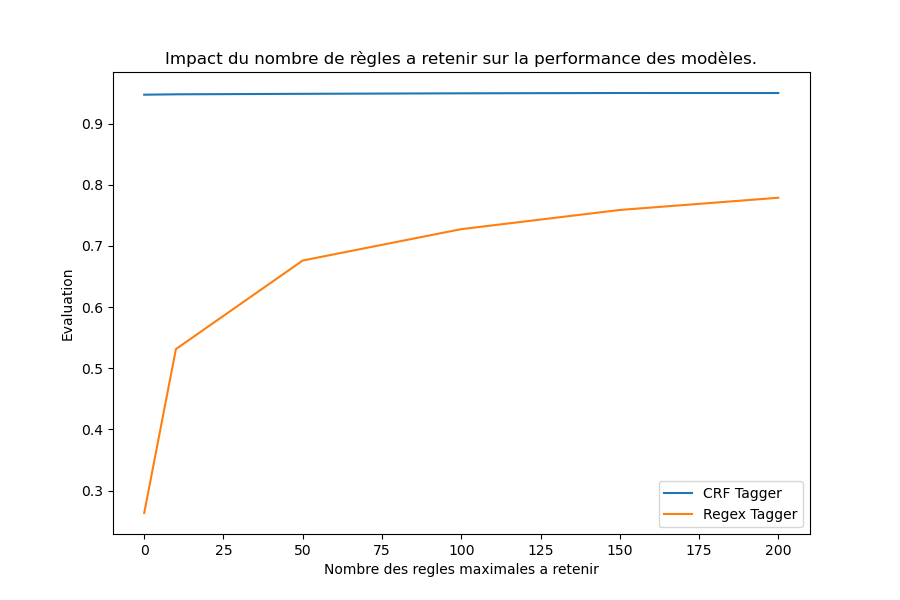 Impact du nombre de règles a retenir sur la performance des modèles.
Evaluation
0.9
0.8
0.7
0.6
0.5
0.4
0.3
0 25 50 75 100 125 150 175 200
Nombre des regles maximales a retenir
CRF Tagger
Regex Tagger